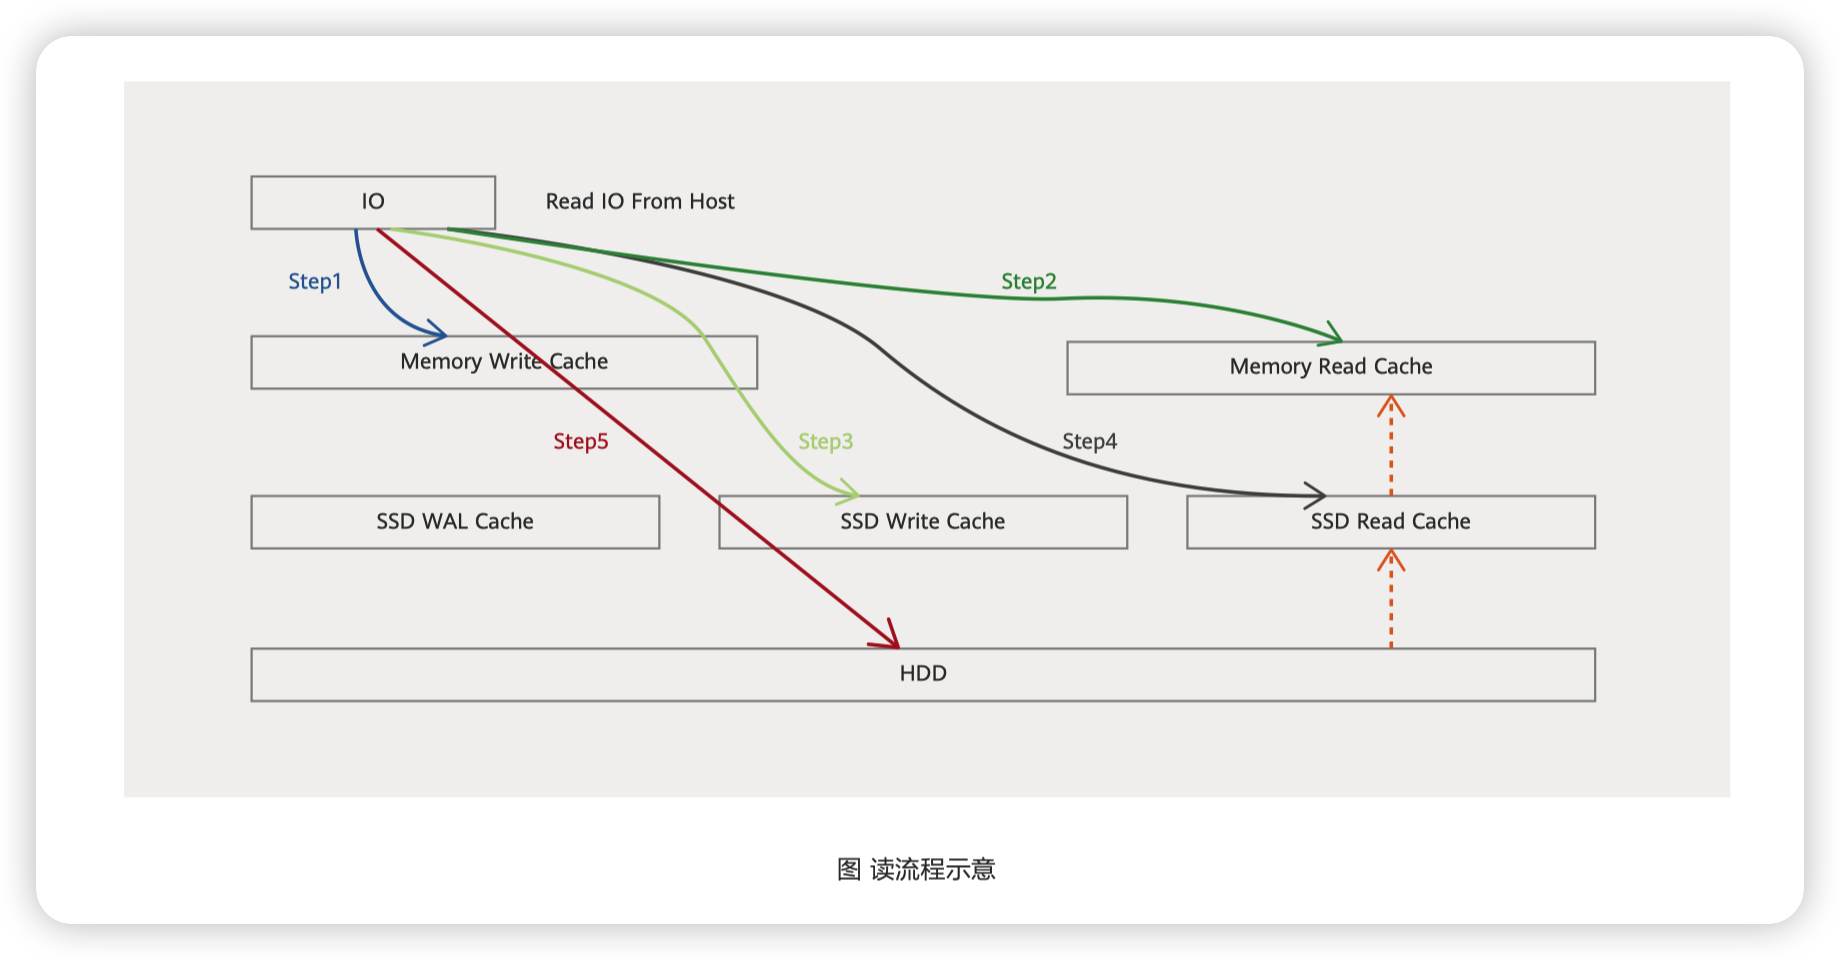 IO
Read IO From Host
Step1
Step2
Memory Write Cache
Memory Read Cache
Step5
Step3
Step4
SSD WAL Cache
SSD Write Cache
SSD Read Cache
HDD
图 读流程示意